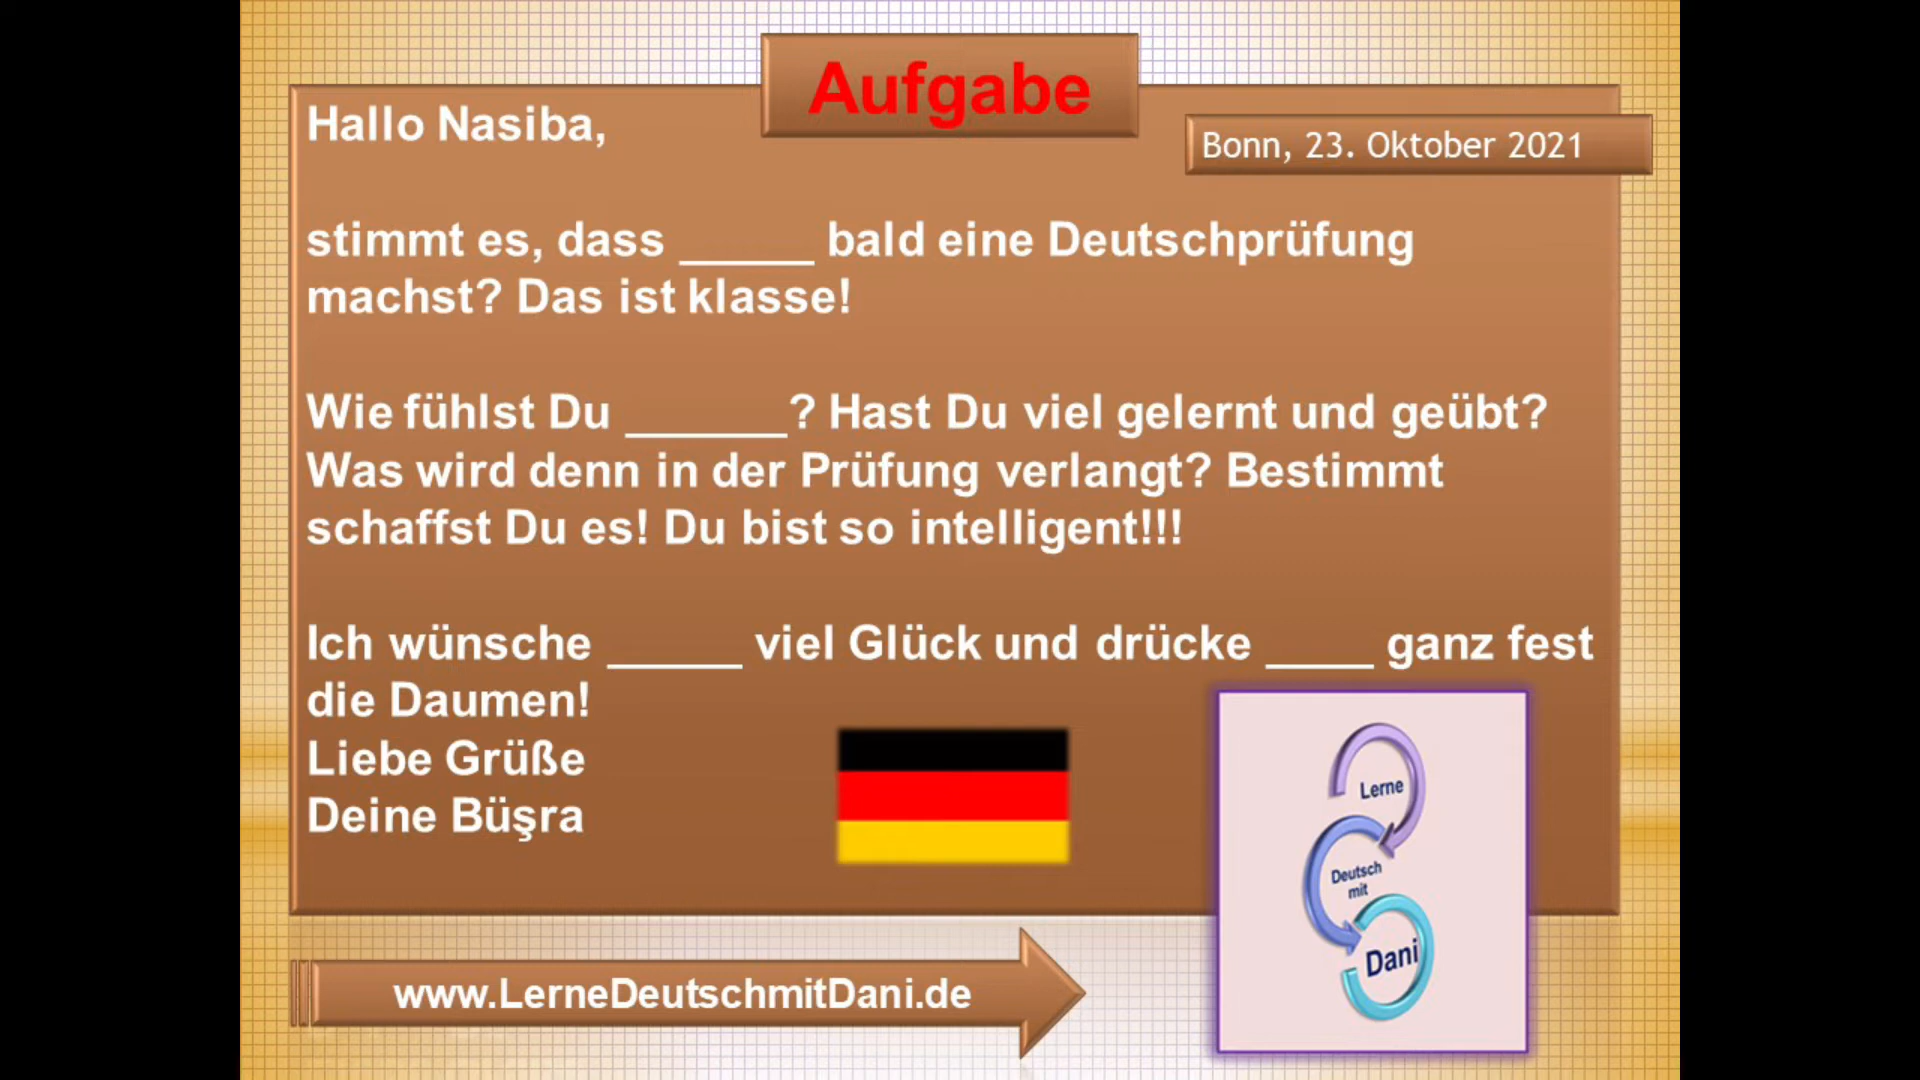 Aufgabe
Hallo Nasiba,
Bonn, 23. Oktober 2021
stimmt es, dass _____ bald eine Deutschprüfung
machst? Das ist klasse!
Wie fühlst Du ______? Hast Du viel gelernt und geübt?
Was wird denn in der Prüfung verlangt? Bestimmt
schaffst Du es! Du bist so intelligent!!!
Ich wünsche _____ viel Glück und drücke ____ ganz fest
die Daumen!
Liebe Grüße
Deine Büşra
Lerne
Deutsch
mit
Dani
www.LerneDeutschmitDani.de